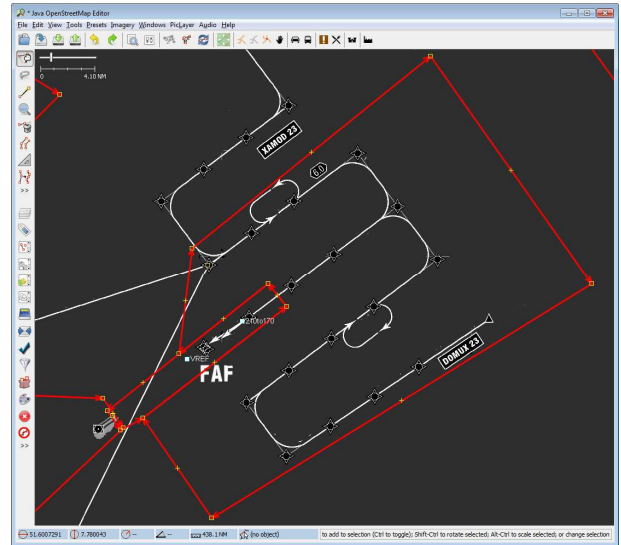 * Java OpenStreetMap Editor
File Edit View Tools Presets Imagery Windows PicLayer Audio Help
0 4.10 NM
XAMOD 23
6.0
210to170
VREF
FAF
DOMUX 23
>>
>>
51.6007291 7.780043 -- -- 438.1 NM (no object) to add to selection (Ctrl to toggle); Shift-Ctrl to rotate selected; Alt-Ctrl to scale selected; or change selection